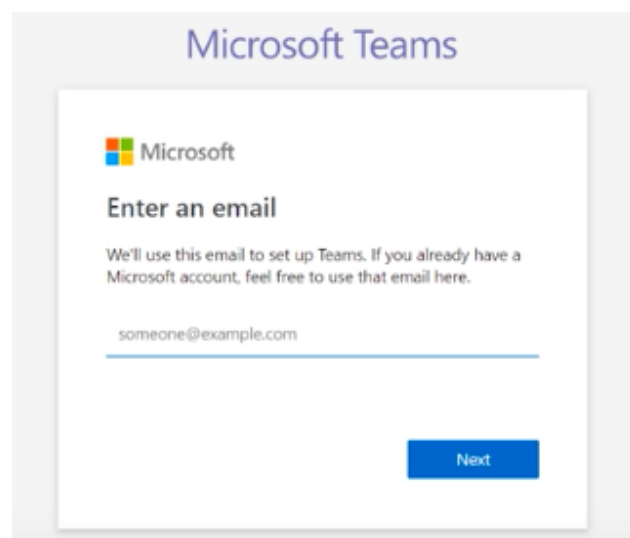 Microsoft Teams
Microsoft
Enter an email
We'll use this email to set up Teams. If you already have a
Microsoft account, feel free to use that email here.
someone@example.com
Next